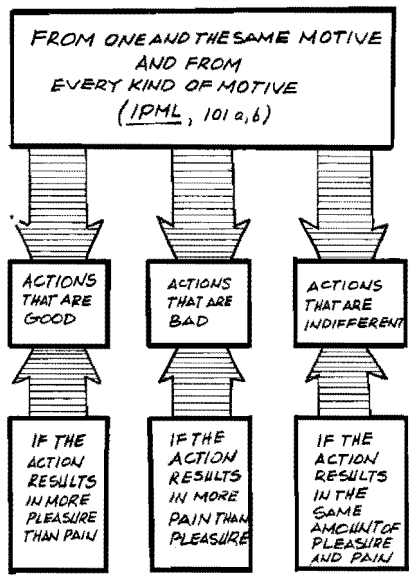 FROM ONE AND THE SAME MOTIVE
AND FROM
EVERY KIND OF MOTIVE
(IPML, 101 a,b)
ACTIONS
THAT ARE
GOOD
ACTIONS
THAT ARE
BAD
ACTIONS
THAT ARE
INDIFFERENT
IF THE
ACTION
RESULTS
IN MORE
PLEASURE
THAN PAIN
IF THE
ACTION
RESULTS
IN MORE
PAIN THAN
PLEASURE
IF THE
ACTION
RESULTS
IN THE
SAME
AMOUNT OF
PLEASURE
AND PAIN